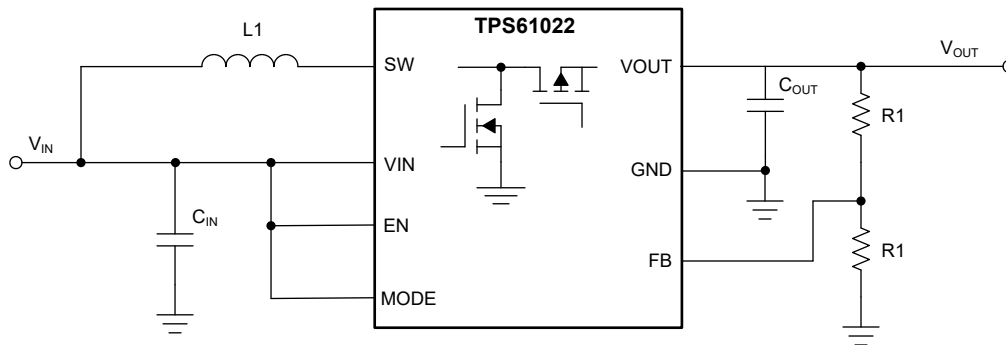 TPS61022
L1
SW
VOUT
VOUT
COUT
R1
VIN
VIN
GND
CIN
EN
FB
R1
MODE